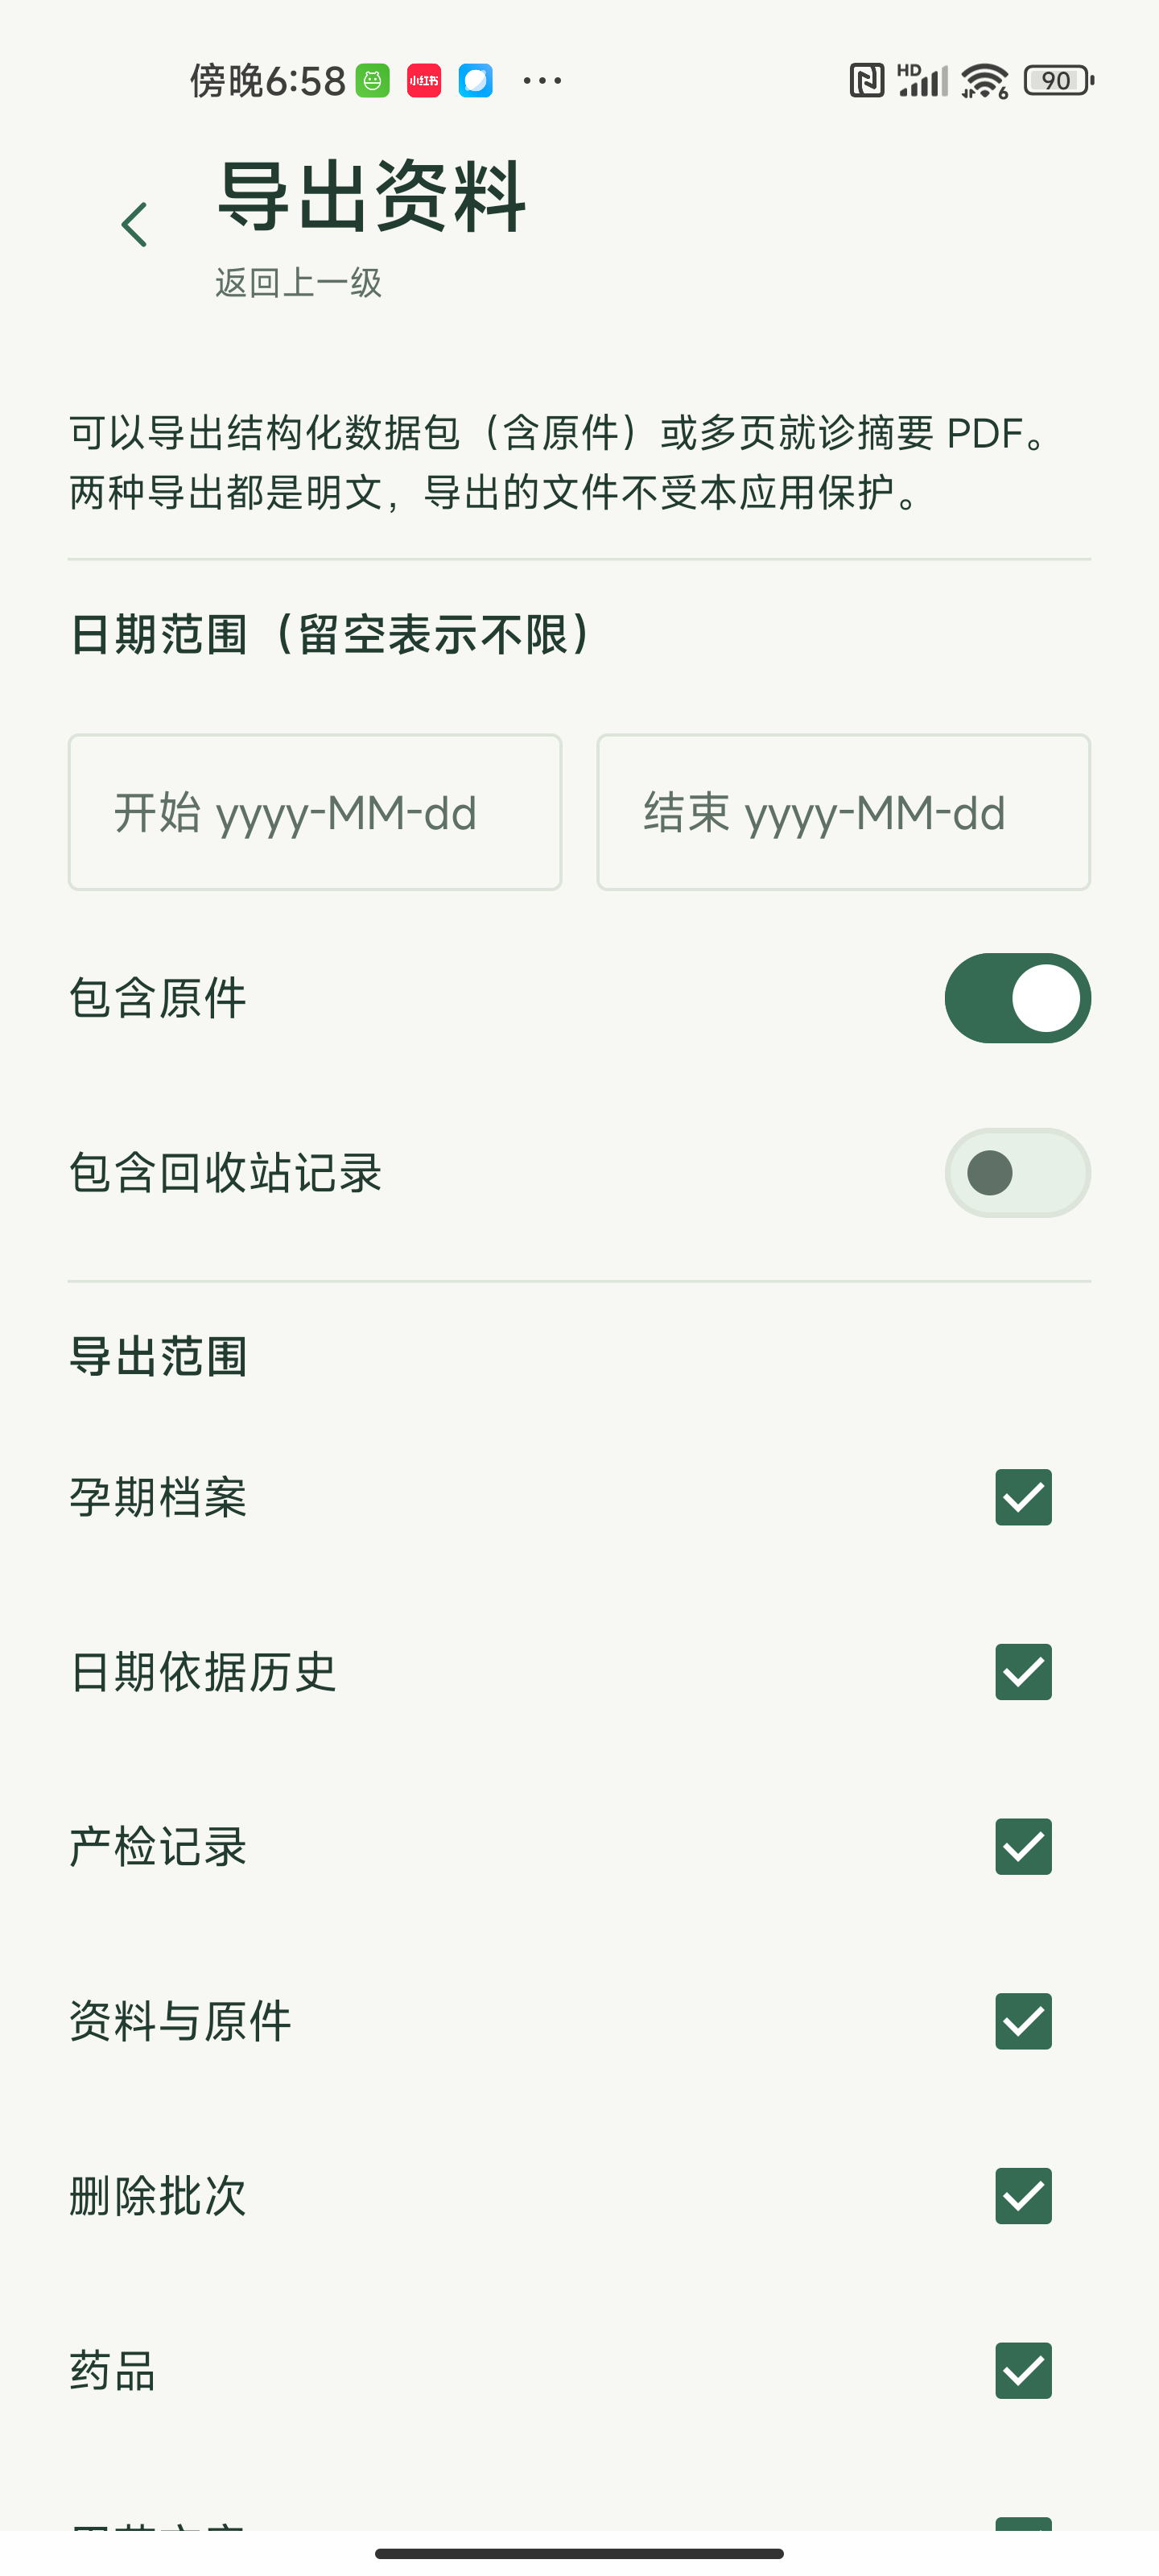 傍晚6:58 小红书 ··· HD 6 90
导出资料
返回上一级
可以导出结构化数据包（含原件）或多页就诊摘要 PDF。
两种导出都是明文，导出的文件不受本应用保护。
日期范围（留空表示不限）
开始 yyyy-MM-dd 结束 yyyy-MM-dd
包含原件
包含回收站记录
导出范围
孕期档案
日期依据历史
产检记录
资料与原件
删除批次
药品